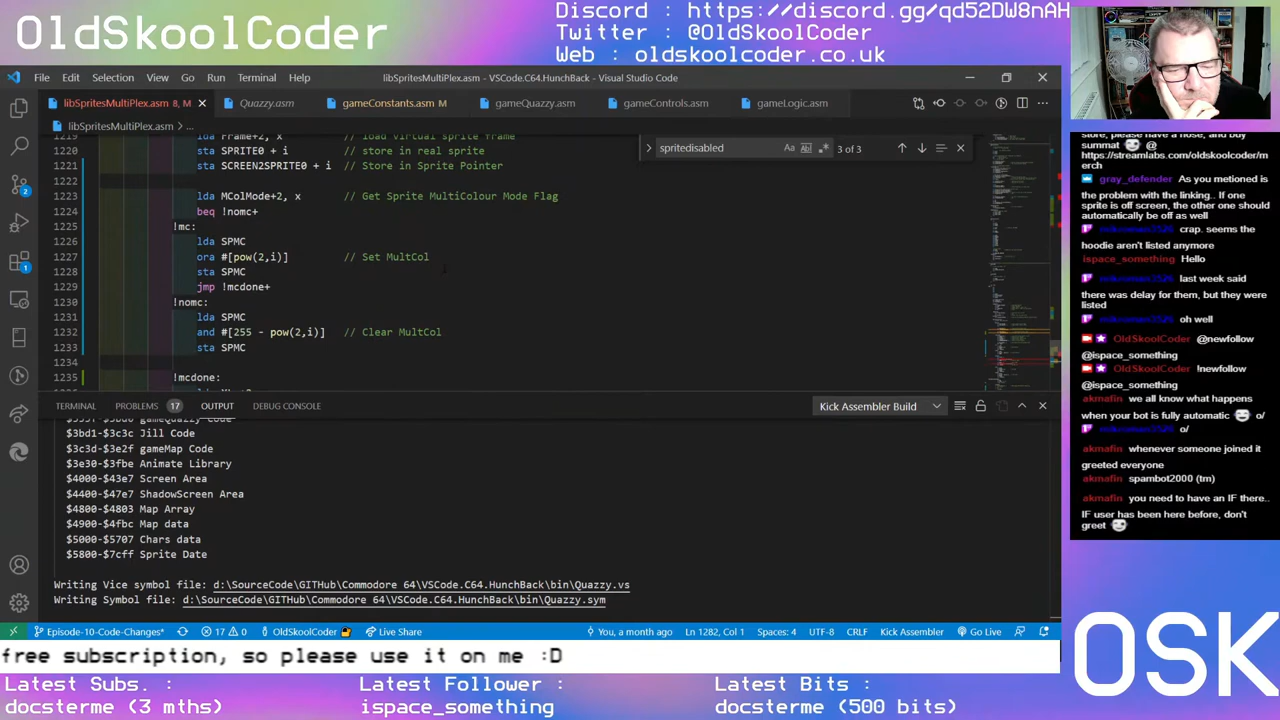 OldSkoolCoder
Discord : https://discord.gg/qd52DW8nAH
Twitter : @OldSkoolCoder
Web : oldskoolcoder.co.uk
File Edit Selection View Go Run Terminal Help
libSpritesMultiPlex.asm - VSCode.C64.HunchBack - Visual Studio Code
libSpritesMultiPlex.asm 8, M
Quazzy.asm
gameConstants.asm M
gameQuazzy.asm
gameControls.asm
gameLogic.asm
libSpritesMultiPlex.asm > ...
spritedisabled
3 of 3
1219 lda Frame+2, x // load virtual sprite frame
1220 sta SPRITE0 + i // store in real sprite
1221 sta SCREEN2SPRITE0 + i // Store in Sprite Pointer
1222
1223 lda MColMode+2, x // Get Sprite MultiColour Mode Flag
1224 beq !nomc+
1225 !mc:
1226 lda SPMC
1227 ora #[pow(2,i)] // Set MultCol
1228 sta SPMC
1229 jmp !mcdone+
1230 !nomc:
1231 lda SPMC
1232 and #[255 - pow(2,i)] // Clear MultCol
1233 sta SPMC
1234
1235 !mcdone:
TERMINAL PROBLEMS 17 OUTPUT DEBUG CONSOLE
Kick Assembler Build
$3bd1-$3c3c Jill Code
$3c3d-$3e2f gameMap Code
$3e30-$3fbe Animate Library
$4000-$43e7 Screen Area
$4400-$47e7 ShadowScreen Area
$4800-$4803 Map Array
$4900-$4fbc Map data
$5000-$5707 Chars data
$5800-$7cff Sprite Date
Writing Vice symbol file: d:\SourceCode\GITHub\Commodore 64\VSCode.C64.HunchBack\bin\Quazzy.vs
Writing Symbol file: d:\SourceCode\GITHub\Commodore 64\VSCode.C64.HunchBack\bin\Quazzy.sym
Episode-10-Code-Changes*
17 0
OldSkoolCoder
Live Share
You, a month ago
Ln 1282, Col 1
Spaces: 4
UTF-8
CRLF
Kick Assembler
Go Live
store, please have a nose, and buy
summat @
https://streamlabs.com/oldskoolcoder/m
erch
gray_defender As you metioned is
the problem with the linking.. If one
sprite is off screen, the other one should
automatically be off as well
crap. seems the
hoodie aren't listed anymore
ispace_something Hello
last week said
there was delay for them, but they were
listed
oh well
OldSkoolCoder @newfollow
@ispace_something
OldSkoolCoder !newfollow
@ispace_something
akmafin we all know what happens
when your bot is fully automatic o/
o/
akmafin whenever someone joined it
greeted everyone
akmafin spambot2000 (tm)
akmafin you need to have an IF there..
IF user has been here before, don't
greet
free subscription, so please use it on me :D
Latest Subs. :
docsterme (3 mths)
Latest Follower :
ispace_something
Latest Bits :
docsterme (500 bits)
OSK